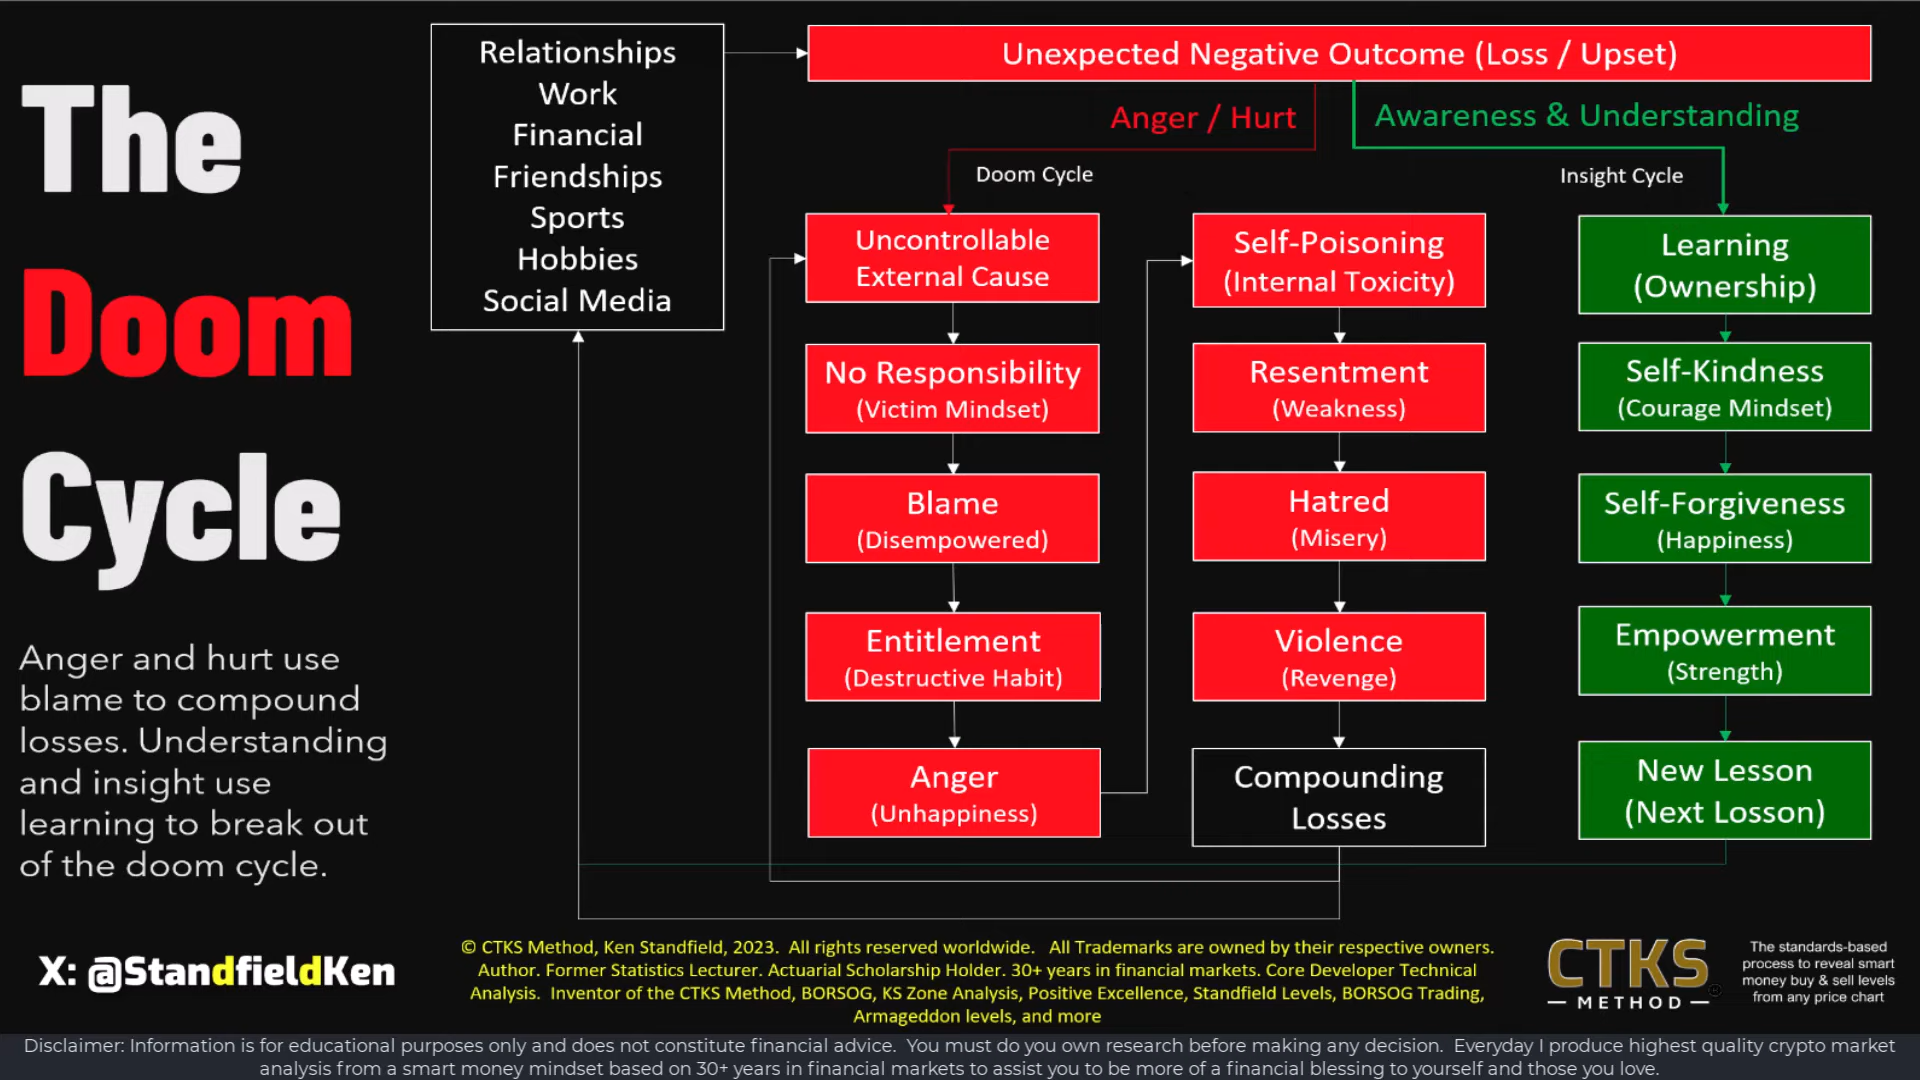 The
Doom
Cycle
Anger and hurt use
blame to compound
losses. Understanding
and insight use
learning to break out
of the doom cycle.
X: @StandfieldKen
Relationships
Work
Financial
Friendships
Sports
Hobbies
Social Media
Unexpected Negative Outcome (Loss / Upset)
Anger / Hurt
Awareness & Understanding
Doom Cycle
Insight Cycle
Uncontrollable
External Cause
No Responsibility
(Victim Mindset)
Blame
(Disempowered)
Entitlement
(Destructive Habit)
Anger
(Unhappiness)
Self-Poisoning
(Internal Toxicity)
Resentment
(Weakness)
Hatred
(Misery)
Violence
(Revenge)
Compounding
Losses
Learning
(Ownership)
Self-Kindness
(Courage Mindset)
Self-Forgiveness
(Happiness)
Empowerment
(Strength)
New Lesson
(Next Losson)
© CTKS Method, Ken Standfield, 2023. All rights reserved worldwide. All Trademarks are owned by their respective owners.
Author. Former Statistics Lecturer. Actuarial Scholarship Holder. 30+ years in financial markets. Core Developer Technical
Analysis. Inventor of the CTKS Method, BORSOG, KS Zone Analysis, Positive Excellence, Standfield Levels, BORSOG Trading,
Armageddon levels, and more
CTKS
METHOD
The standards-based
process to reveal smart
money buy & sell levels
from any price chart
Disclaimer: Information is for educational purposes only and does not constitute financial advice. You must do you own research before making any decision. Everyday I produce highest quality crypto market
analysis from a smart money mindset based on 30+ years in financial markets to assist you to be more of a financial blessing to yourself and those you love.